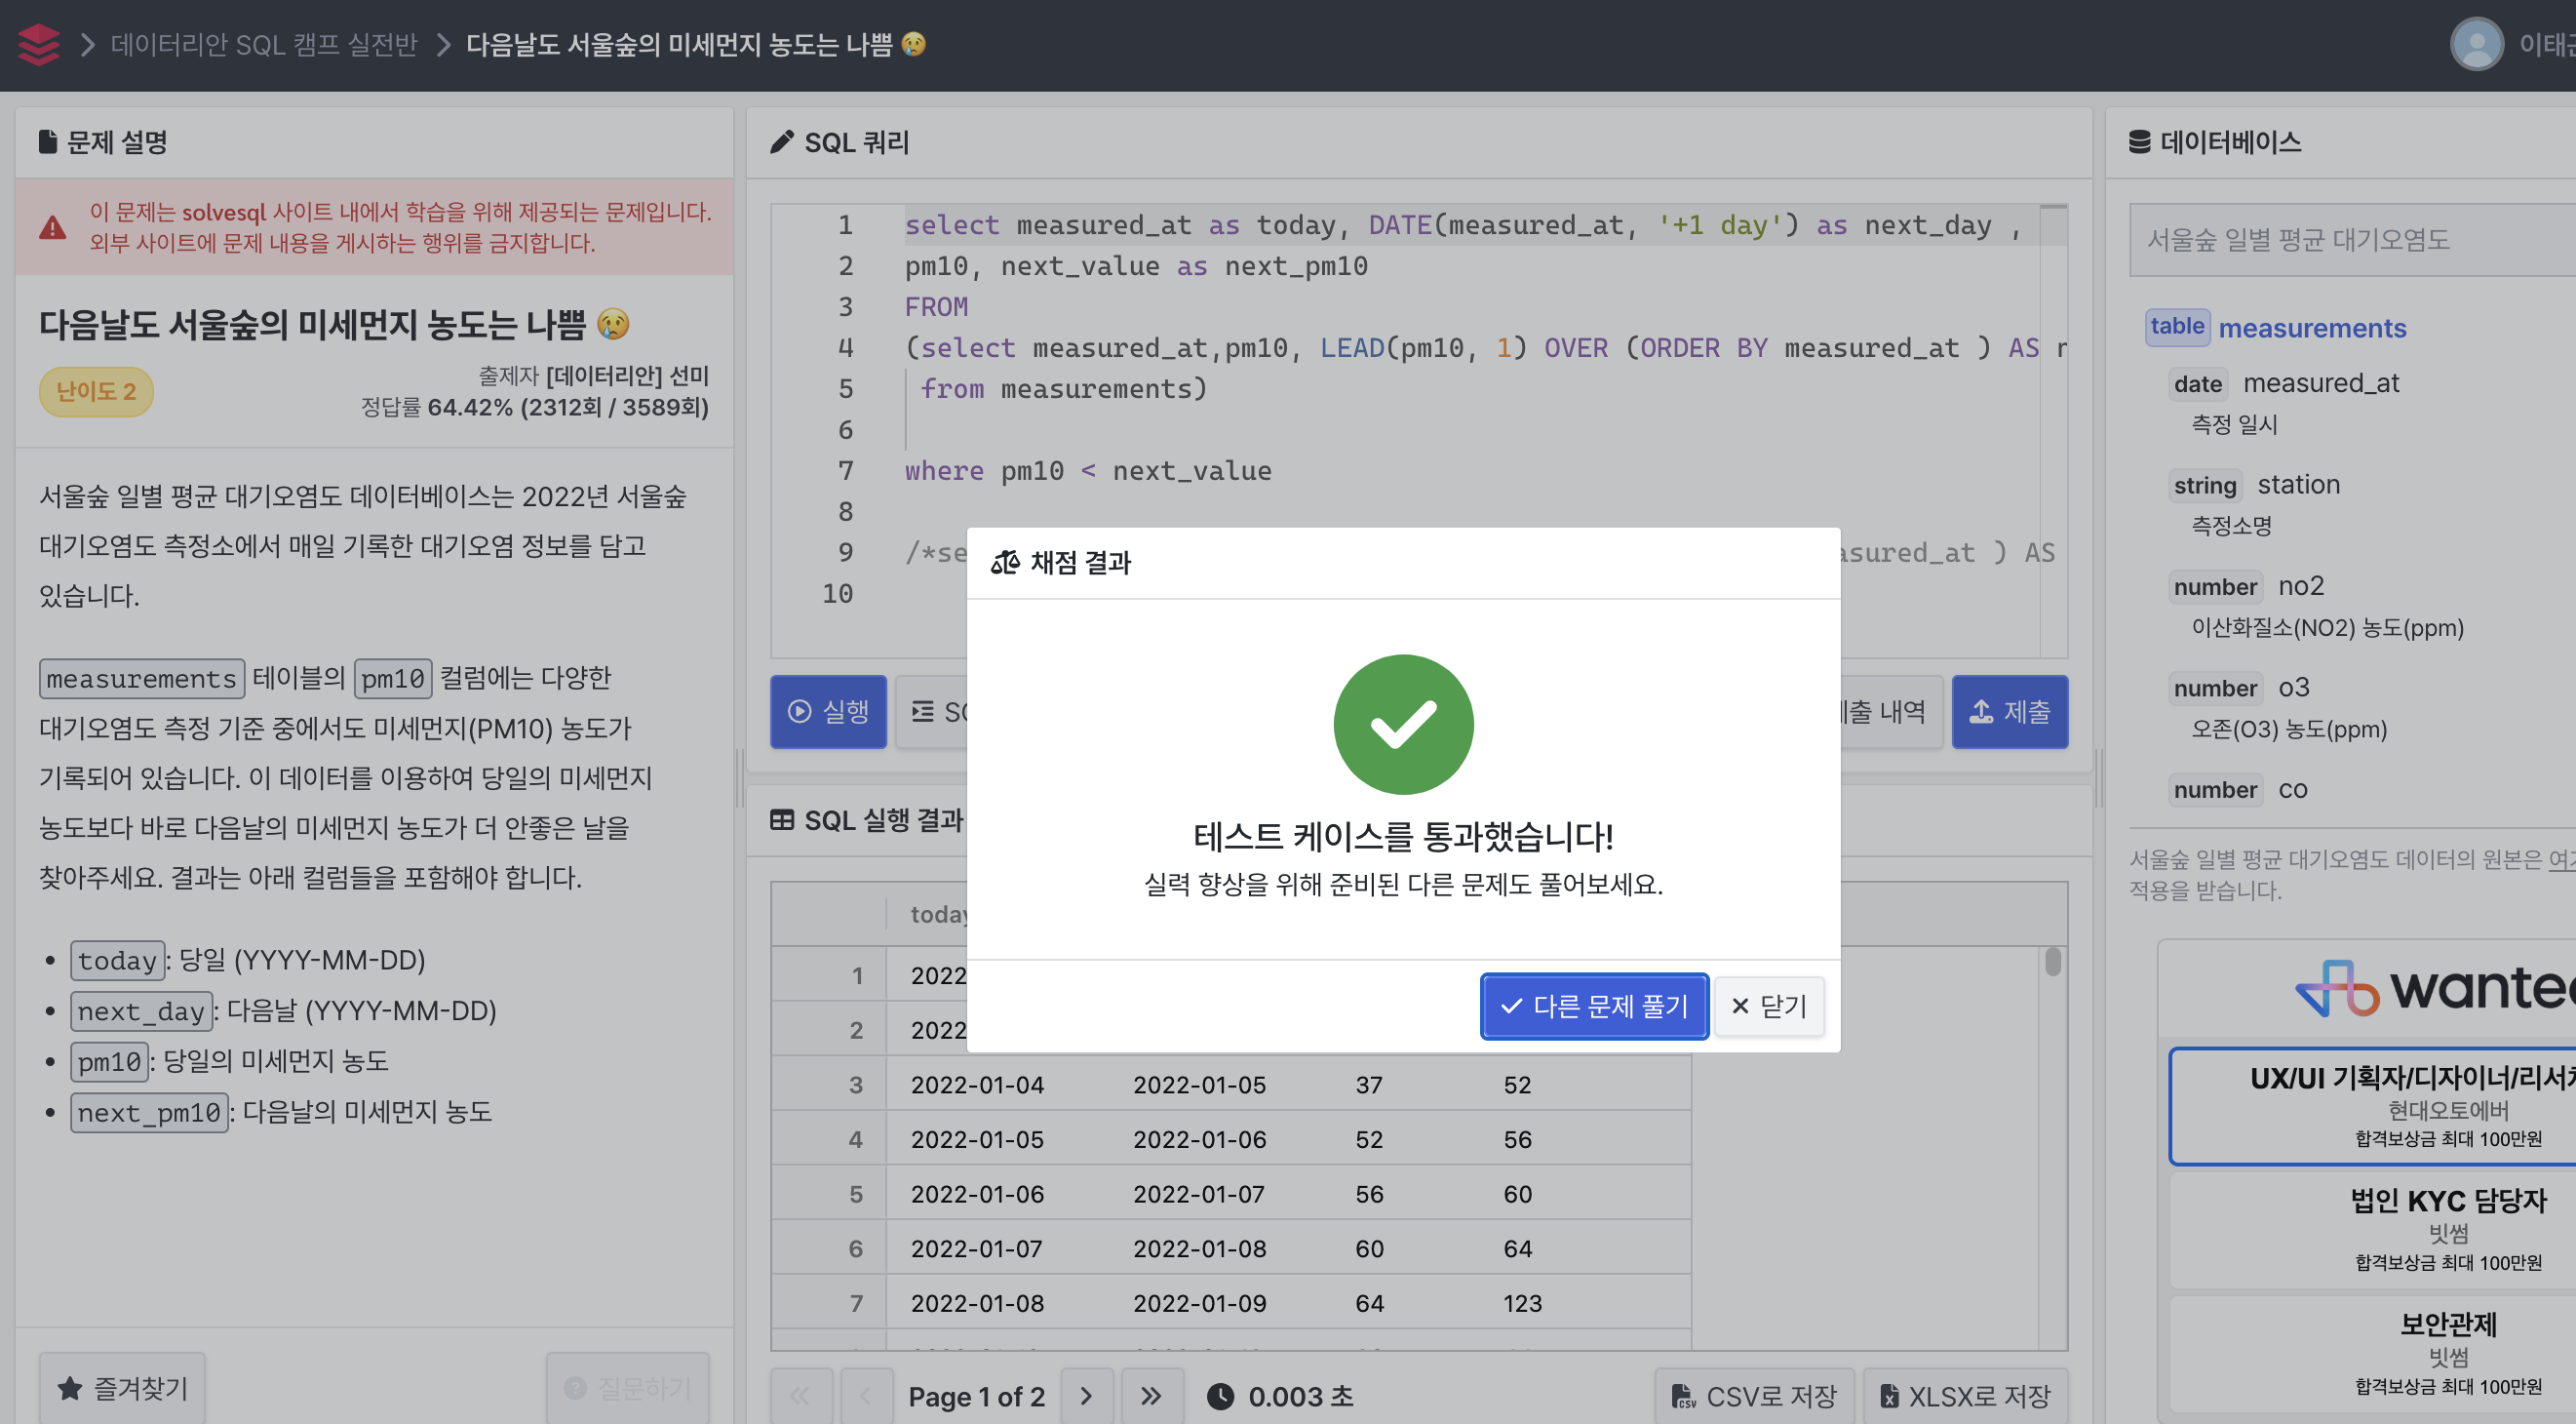 데이터리안 SQL 캠프 실전반
다음날도 서울숲의 미세먼지 농도는 나쁨 😢
문제 설명
이 문제는 solvesql 사이트 내에서 학습을 위해 제공되는 문제입니다.
외부 사이트에 문제 내용을 게시하는 행위를 금지합니다.
다음날도 서울숲의 미세먼지 농도는 나쁨 😢
난이도 2
출제자 [데이터리안] 선미
정답률 64.42% (2312회 / 3589회)
서울숲 일별 평균 대기오염도 데이터베이스는 2022년 서울숲
대기오염도 측정소에서 매일 기록한 대기오염 정보를 담고
있습니다.
measurements 테이블의 pm10 컬럼에는 다양한
대기오염도 측정 기준 중에서도 미세먼지(PM10) 농도가
기록되어 있습니다. 이 데이터를 이용하여 당일의 미세먼지
농도보다 바로 다음날의 미세먼지 농도가 더 안좋은 날을
찾아주세요. 결과는 아래 컬럼들을 포함해야 합니다.
• today: 당일 (YYYY-MM-DD)
• next_day: 다음날 (YYYY-MM-DD)
• pm10: 당일의 미세먼지 농도
• next_pm10: 다음날의 미세먼지 농도
즐겨찾기
질문하기
SQL 쿼리
1 select measured_at as today, DATE(measured_at, '+1 day') as next_day ,
2 pm10, next_value as next_pm10
3 FROM
4 (select measured_at,pm10, LEAD(pm10, 1) OVER (ORDER BY measured_at ) AS
5 from measurements)
6
7 where pm10 < next_value
8
9 /*se asured_at ) AS
10
실행
제출 내역
제출
채점 결과
테스트 케이스를 통과했습니다!
실력 향상을 위해 준비된 다른 문제도 풀어보세요.
다른 문제 풀기
닫기
SQL 실행 결과
today
1 2022
2 2022
3 2022-01-04 2022-01-05 37 52
4 2022-01-05 2022-01-06 52 56
5 2022-01-06 2022-01-07 56 60
6 2022-01-07 2022-01-08 60 64
7 2022-01-08 2022-01-09 64 123
Page 1 of 2
0.003 초
CSV로 저장
XLSX로 저장
데이터베이스
서울숲 일별 평균 대기오염도
table measurements
date measured_at
측정 일시
string station
측정소명
number no2
이산화질소(NO2) 농도(ppm)
number o3
오존(O3) 농도(ppm)
number co
서울숲 일별 평균 대기오염도 데이터의 원본은
적용을 받습니다.
wanted
UX/UI 기획자/디자이너/리서
현대오토에버
합격보상금 최대 100만원
법인 KYC 담당자
빗썸
합격보상금 최대 100만원
보안관제
빗썸
합격보상금 최대 100만원